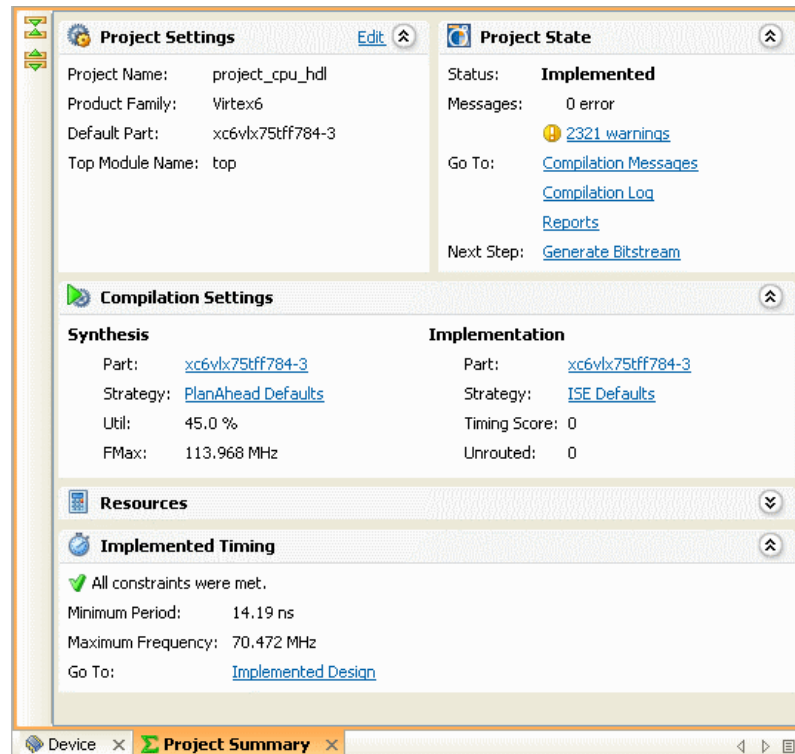 Project Settings Edit
Project Name: project_cpu_hdl
Product Family: Virtex6
Default Part: xc6vlx75tff784-3
Top Module Name: top
Project State
Status: Implemented
Messages: 0 error
2321 warnings
Go To: Compilation Messages
Compilation Log
Reports
Next Step: Generate Bitstream
Compilation Settings
Synthesis
Part: xc6vlx75tff784-3
Strategy: PlanAhead Defaults
Util: 45.0 %
FMax: 113.968 MHz
Implementation
Part: xc6vlx75tff784-3
Strategy: ISE Defaults
Timing Score: 0
Unrouted: 0
Resources
Implemented Timing
All constraints were met.
Minimum Period: 14.19 ns
Maximum Frequency: 70.472 MHz
Go To: Implemented Design
Device Project Summary